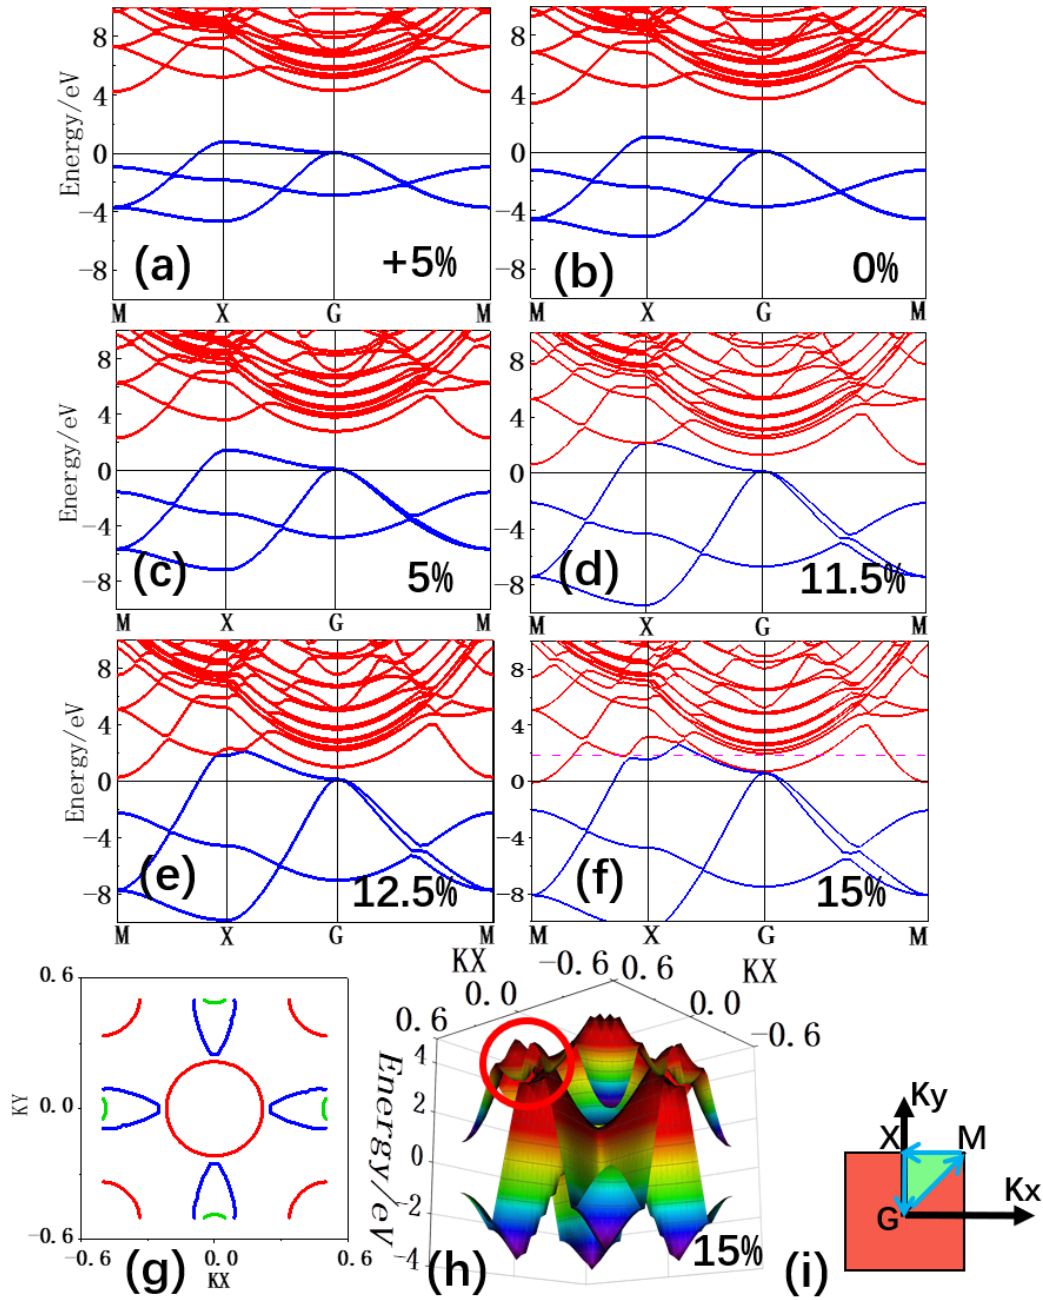 8
4
0
−4
−8
Energy/eV
(a)
+5%
M X G M
8
4
0
−4
−8
(b)
0%
M X G M
8
4
0
−4
−8
Energy/eV
(c)
5%
M X G M
8
4
0
−4
−8
(d)
11.5%
M X G M
8
4
0
−4
−8
Energy/eV
(e)
12.5%
M X G M
8
4
0
−4
−8
(f)
15%
M X G M
0.6
0.0
−0.6
KY
−0.6 0.0 0.6
KX
(g)
KX
0.6 0.0 −0.6
KX
0.6 0.0 −0.6
4
2
0
−2
−4
Energy/eV
15%
(h)
Ky
X M
G
Kx
(i)